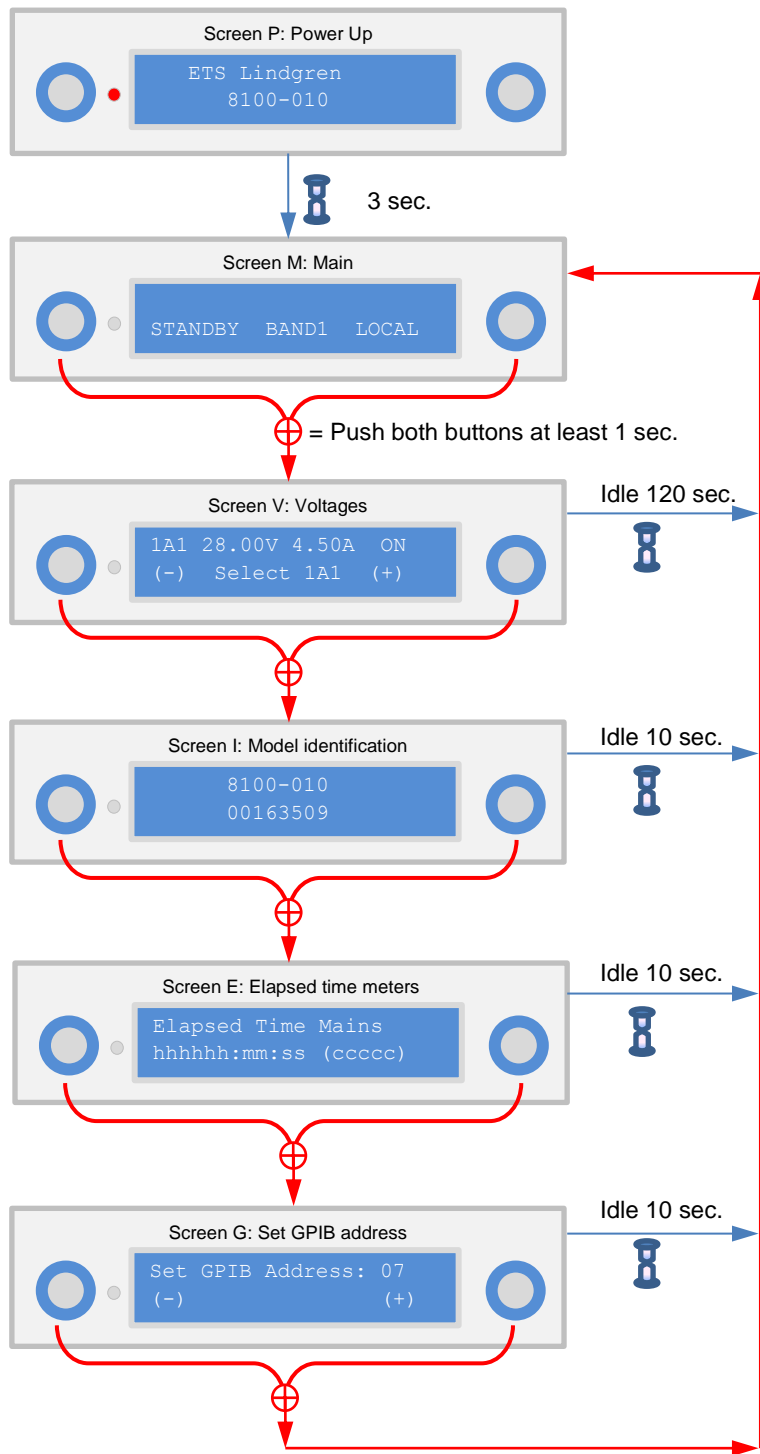 Screen P: Power Up
ETS Lindgren
8100-010
3 sec.
Screen M: Main
STANDBY BAND1 LOCAL
= Push both buttons at least 1 sec.
Screen V: Voltages
Idle 120 sec.
1A1 28.00V 4.50A ON
(-) Select 1A1 (+)
Screen I: Model identification
Idle 10 sec.
8100-010
00163509
Screen E: Elapsed time meters
Idle 10 sec.
Elapsed Time Mains
hhhhhh:mm:ss (ccccc)
Screen G: Set GPIB address
Idle 10 sec.
Set GPIB Address: 07
(-) (+)